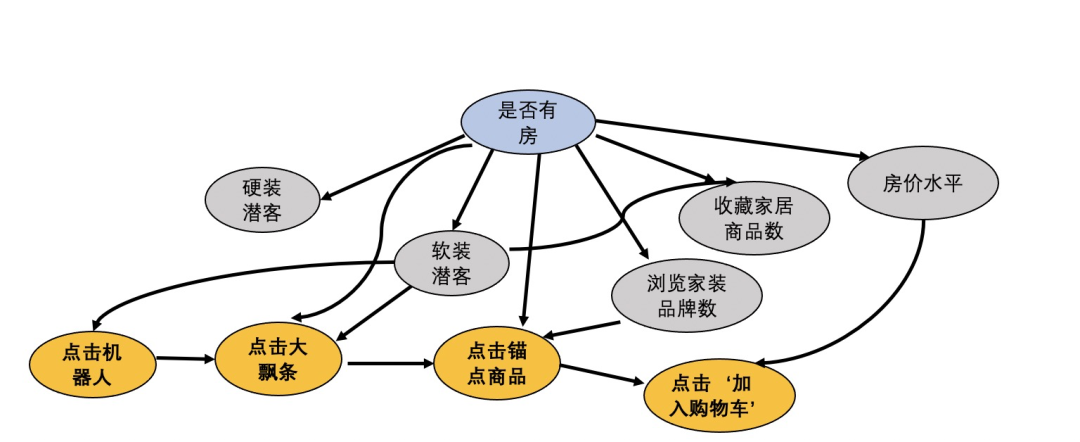 是否有
房
硬装
潜客
房价水平
收藏家居
商品数
软装
潜客
浏览家装
品牌数
点击机
器人
点击大
飘条
点击锚
点商品
点击 ‘加
入购物车’